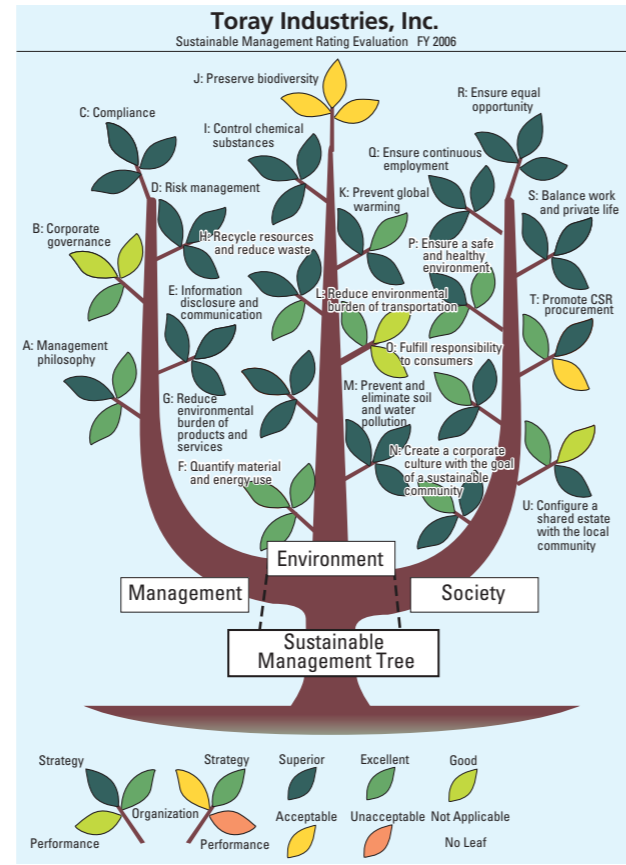 Toray Industries, Inc.
Sustainable Management Rating Evaluation FY 2006
J: Preserve biodiversity
R: Ensure equal
opportunity
C: Compliance
I: Control chemical
substances
Q: Ensure continuous
employment
D: Risk management
K: Prevent global
warming
S: Balance work
and private life
B: Corporate
governance
H: Recycle resources
and reduce waste
P: Ensure a safe
and healthy
environment
E: Information
disclosure and
communication
L: Reduce environmental
burden of transportation
T: Promote CSR
procurement
A: Management
philosophy
O: Fulfill responsibility
to consumers
G: Reduce
environmental
burden of
products and
services
M: Prevent and
eliminate soil
and water
pollution
F: Quantify material
and energy use
N: Create a corporate
culture with the goal
of a sustainable
community
U: Configure a
shared estate
with the local
community
Environment
Management
Society
Sustainable
Management Tree
Strategy
Organization
Performance
Strategy
Performance
Superior
Excellent
Good
Acceptable
Unacceptable
Not Applicable
No Leaf